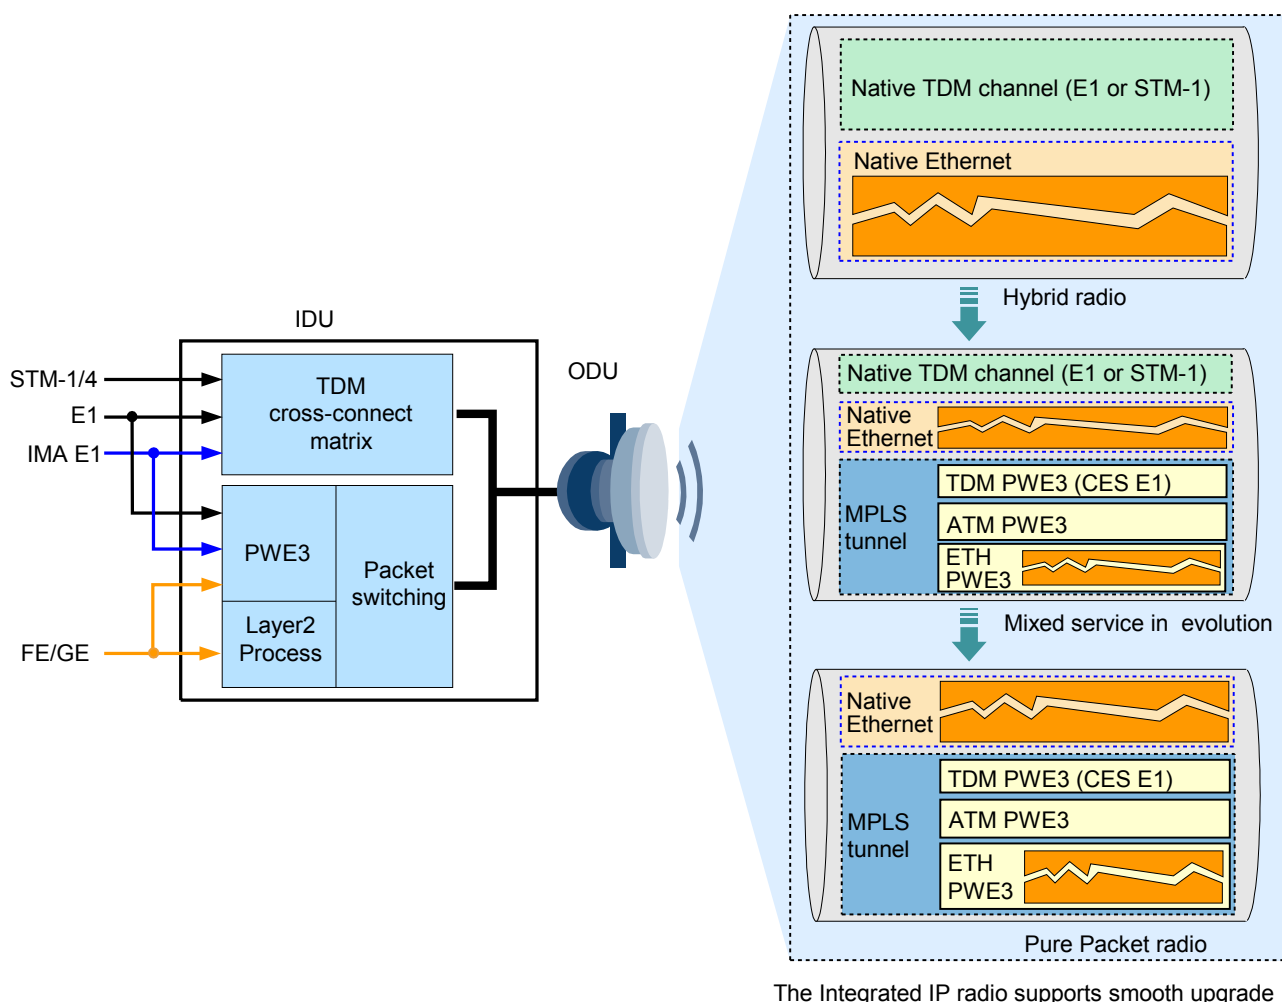 IDU
STM-1/4
E1
IMA E1
FE/GE
TDM
cross-connect
matrix
PWE3
Layer2
Process
Packet
switching
ODU
Native TDM channel (E1 or STM-1)
Native Ethernet
Hybrid radio
Native TDM channel (E1 or STM-1)
Native
Ethernet
MPLS
tunnel
TDM PWE3 (CES E1)
ATM PWE3
ETH
PWE3
Mixed service in evolution
Native
Ethernet
MPLS
tunnel
TDM PWE3 (CES E1)
ATM PWE3
ETH
PWE3
Pure Packet radio
The Integrated IP radio supports smooth upgrade